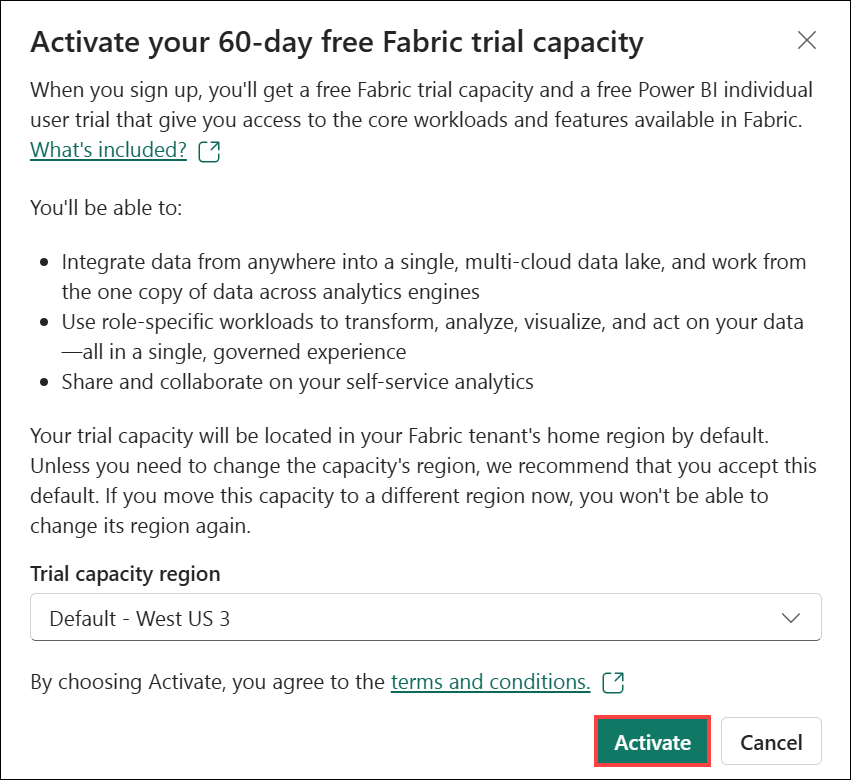 Activate your 60-day free Fabric trial capacity
When you sign up, you'll get a free Fabric trial capacity and a free Power BI individual
user trial that give you access to the core workloads and features available in Fabric.
What's included?
You'll be able to:
Integrate data from anywhere into a single, multi-cloud data lake, and work from
the one copy of data across analytics engines
Use role-specific workloads to transform, analyze, visualize, and act on your data
—all in a single, governed experience
Share and collaborate on your self-service analytics
Your trial capacity will be located in your Fabric tenant's home region by default.
Unless you need to change the capacity's region, we recommend that you accept this
default. If you move this capacity to a different region now, you won't be able to
change its region again.
Trial capacity region
Default - West US 3
By choosing Activate, you agree to the terms and conditions.
Activate Cancel